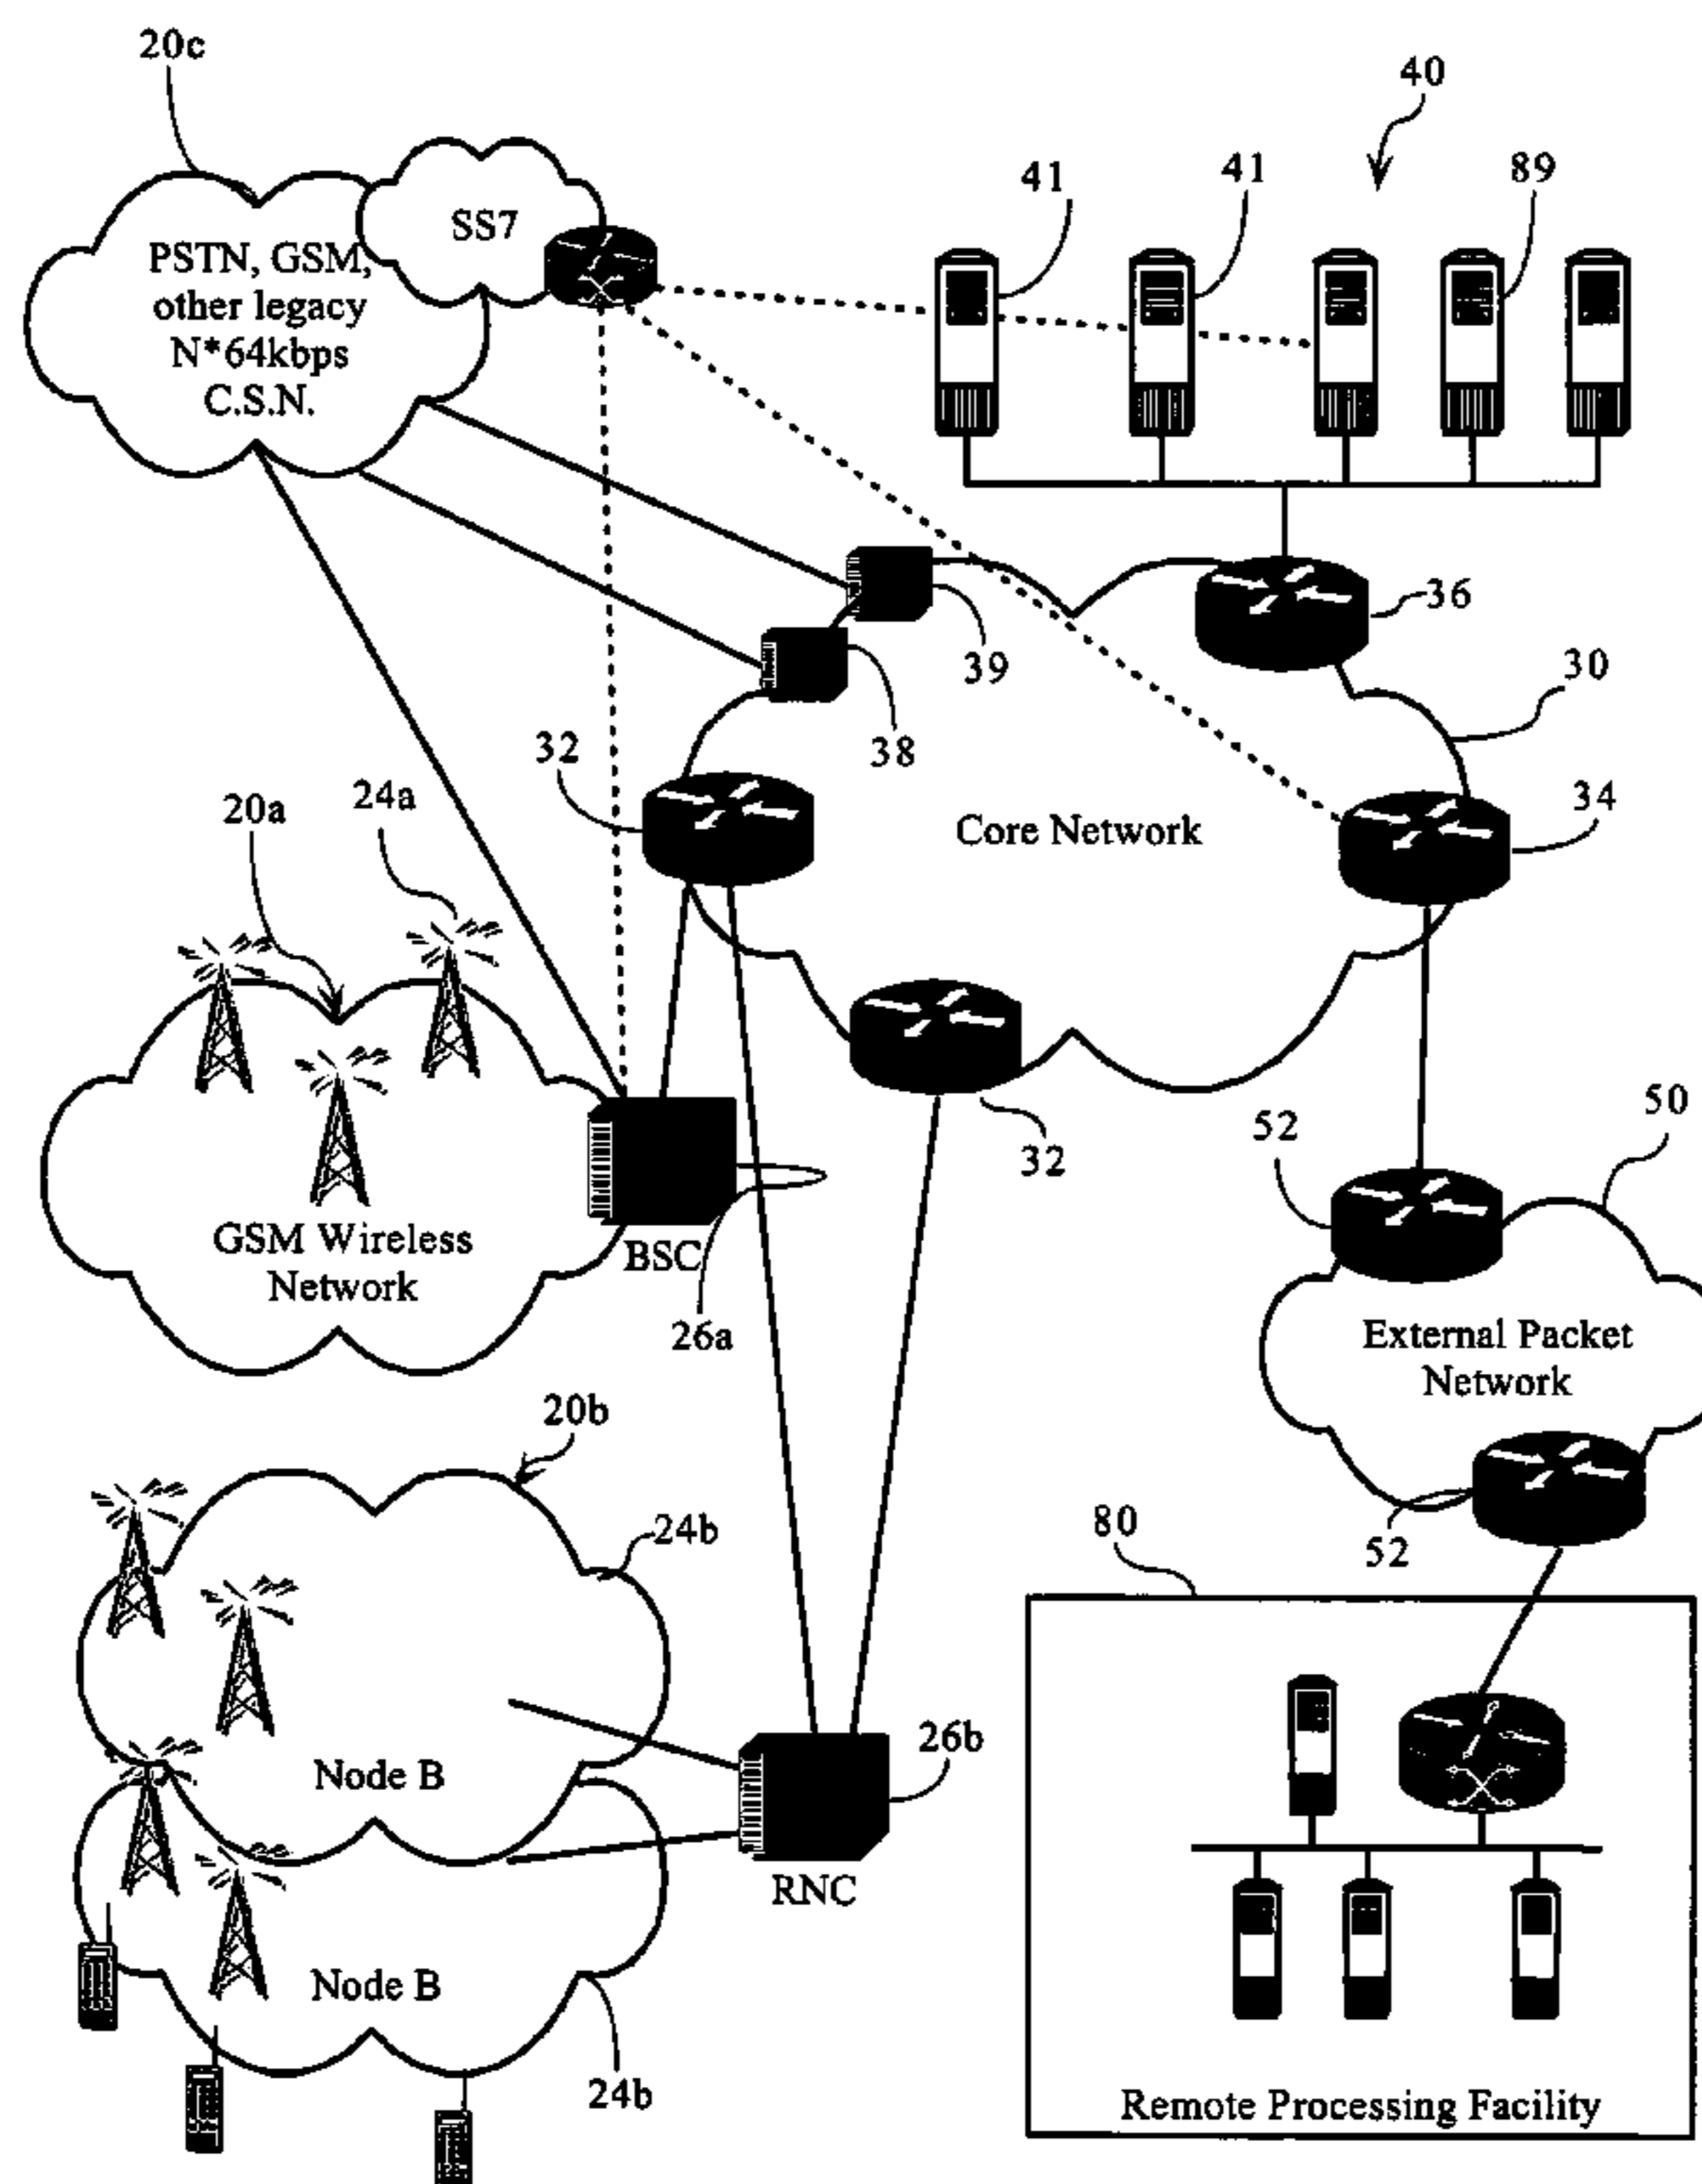 20c
40
41
41
89
SS7
PSTN, GSM,
other legacy
N*64kbps
C.S.N.
36
39
30
38
32
34
24a
20a
Core Network
50
52
32
GSM Wireless
Network
BSC
26a
External Packet
Network
20b
24b
80
52
26b
Node B
RNC
Node B
24b
Remote Processing Facility